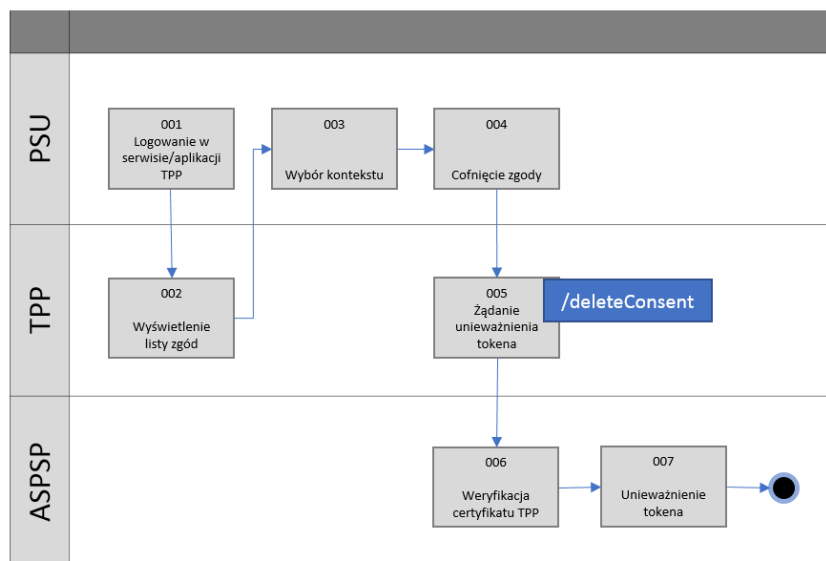 PSU
001
Logowanie w
serwisie/aplikacji
TPP
003
Wybór kontekstu
004
Cofnięcie zgody
TPP
002
Wyświetlenie
listy zgód
005
Żądanie
unieważnienia
tokena
/deleteConsent
ASPSP
006
Weryfikacja
certyfikatu TPP
007
Unieważnienie
tokena